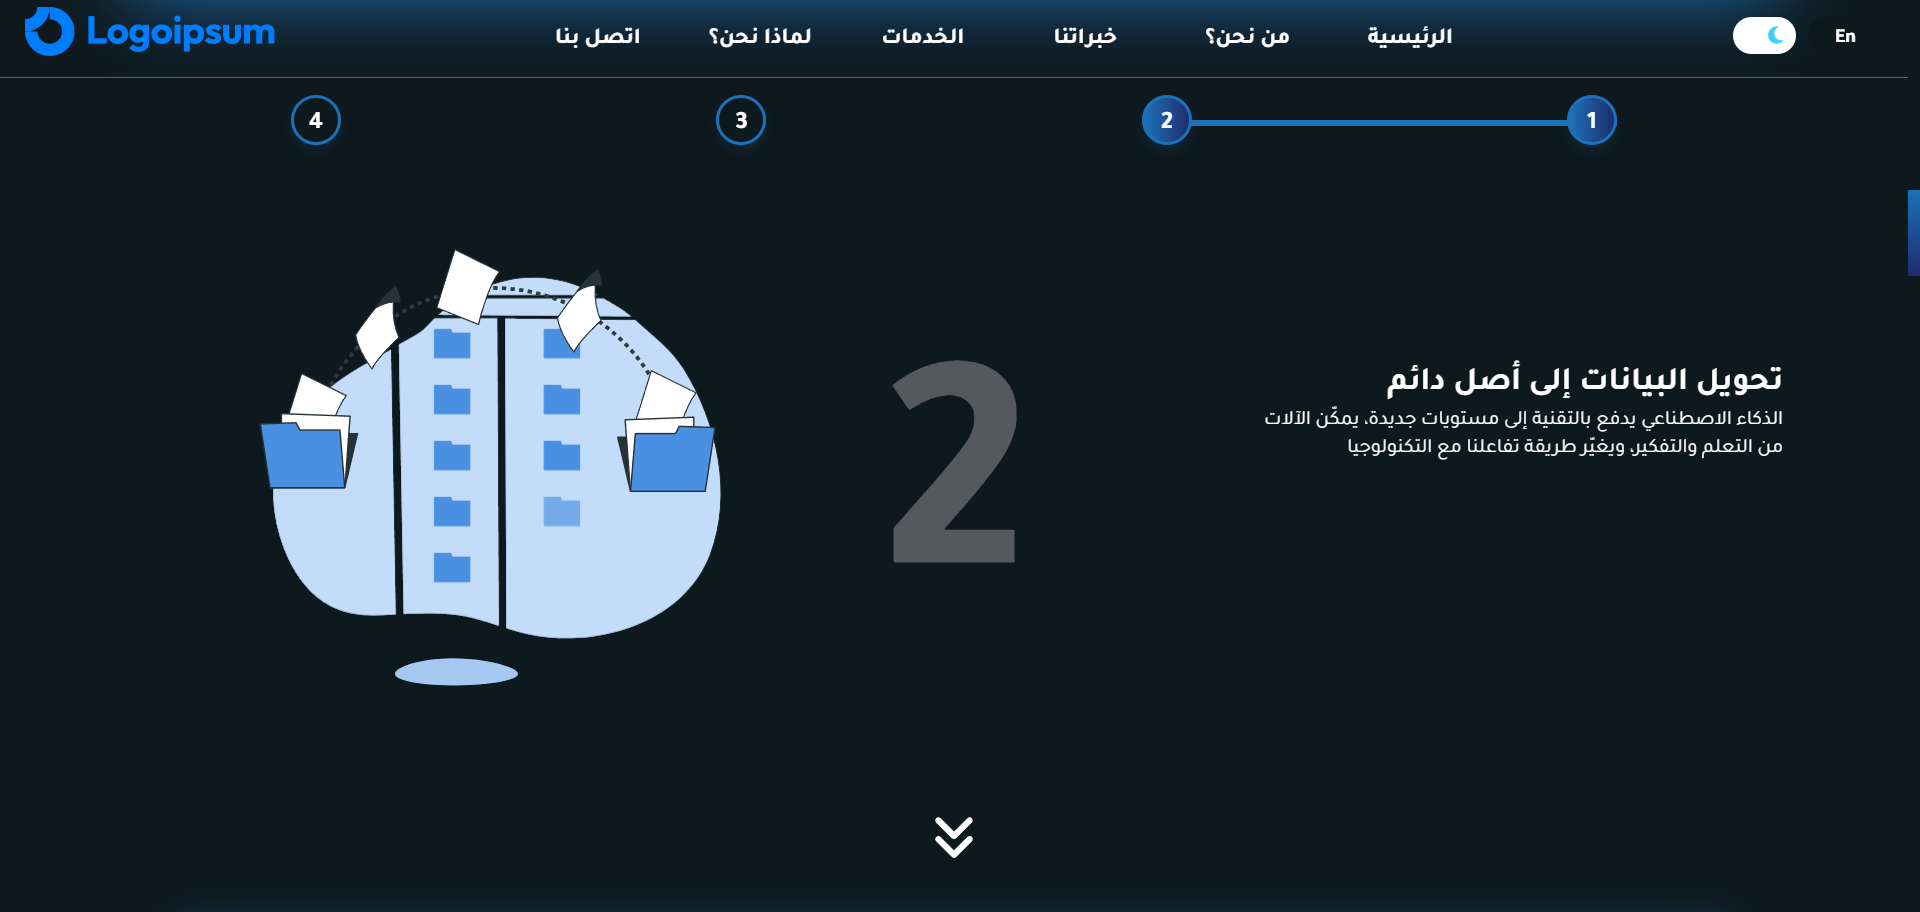 En
الرئيسية
من نحن؟
خبراتنا
الخدمات
لماذا نحن؟
اتصل بنا
Logoipsum
1
2
3
4
تحويل البيانات إلى أصل دائم
الذكاء الاصطناعي يدفع بالتقنية إلى مستويات جديدة، يمكّن الآلات
من التعلم والتفكير، ويغيّر طريقة تفاعلنا مع التكنولوجيا
2